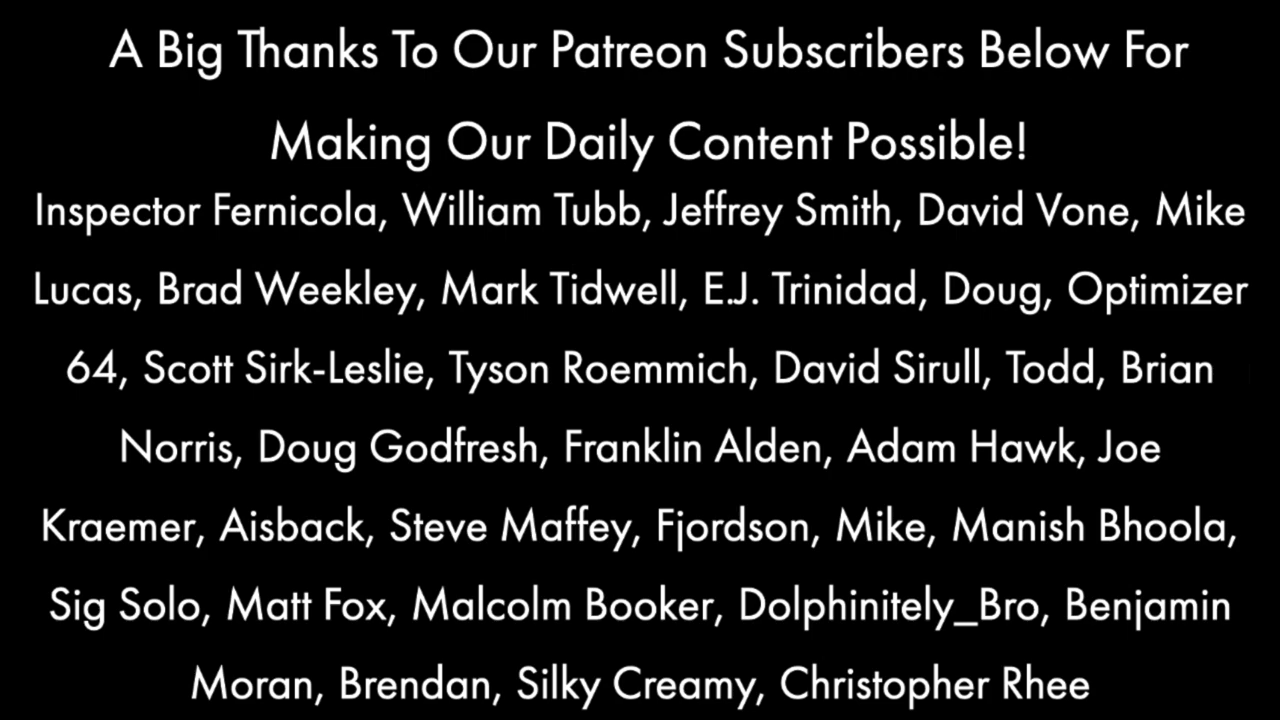 A Big Thanks To Our Patreon Subscribers Below For
Making Our Daily Content Possible!
Inspector Fernicola, William Tubb, Jeffrey Smith, David Vone, Mike
Lucas, Brad Weekley, Mark Tidwell, E.J. Trinidad, Doug, Optimizer
64, Scott Sirk-Leslie, Tyson Roemmich, David Sirull, Todd, Brian
Norris, Doug Godfresh, Franklin Alden, Adam Hawk, Joe
Kraemer, Aisback, Steve Maffey, Fjordson, Mike, Manish Bhoola,
Sig Solo, Matt Fox, Malcolm Booker, Dolphinitely_Bro, Benjamin
Moran, Brendan, Silky Creamy, Christopher Rhee